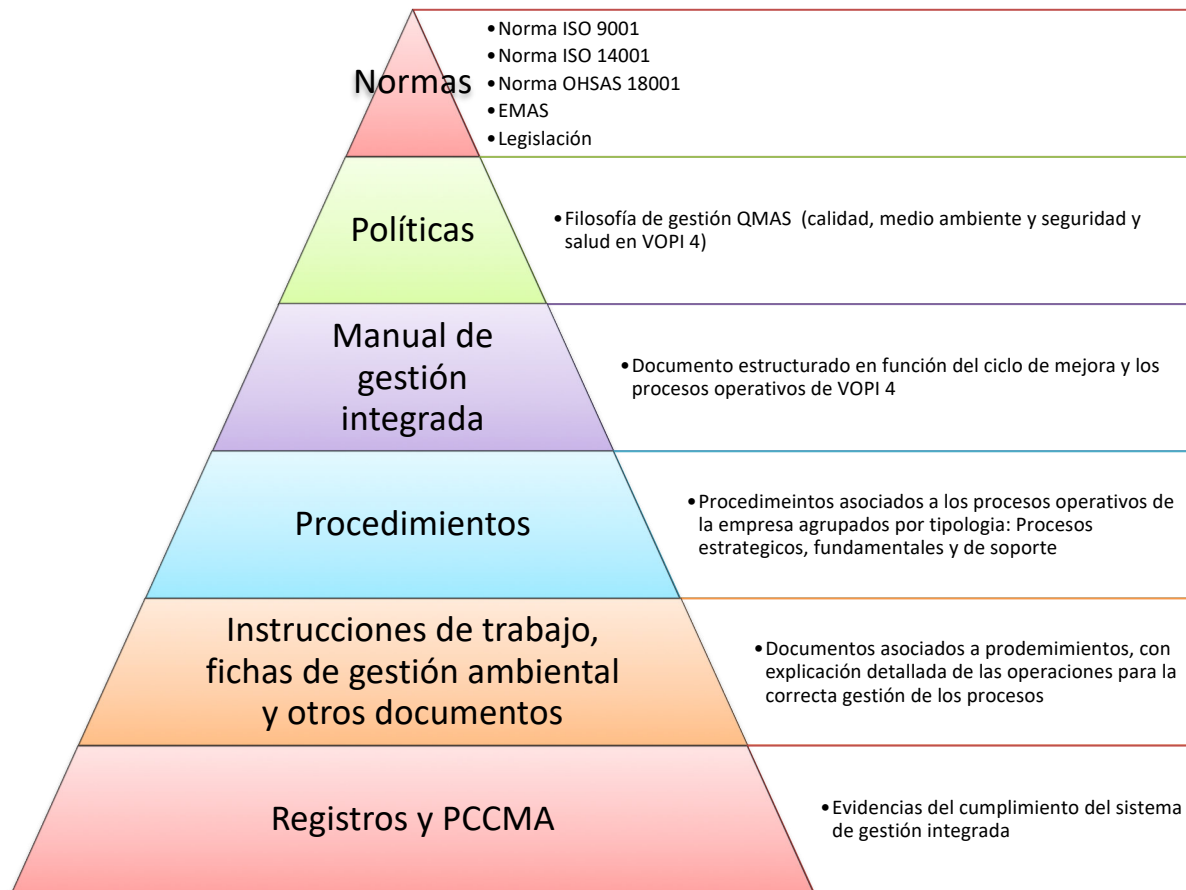 Normas
•Norma ISO 9001
•Norma ISO 14001
•Norma OHSAS 18001
•EMAS
•Legislación
Políticas
•Filosofía de gestión QMAS (calidad, medio ambiente y seguridad y
salud en VOPI 4)
Manual de
gestión
integrada
•Documento estructurado en función del ciclo de mejora y los
procesos operativos de VOPI 4
Procedimientos
•Procedimeintos asociados a los procesos operativos de
la empresa agrupados por tipologia: Procesos
estrategicos, fundamentales y de soporte
Instrucciones de trabajo,
fichas de gestión ambiental
y otros documentos
•Documentos asociados a prodemimientos, con
explicación detallada de las operaciones para la
correcta gestión de los procesos
Registros y PCCMA
•Evidencias del cumplimiento del sistema
de gestión integrada